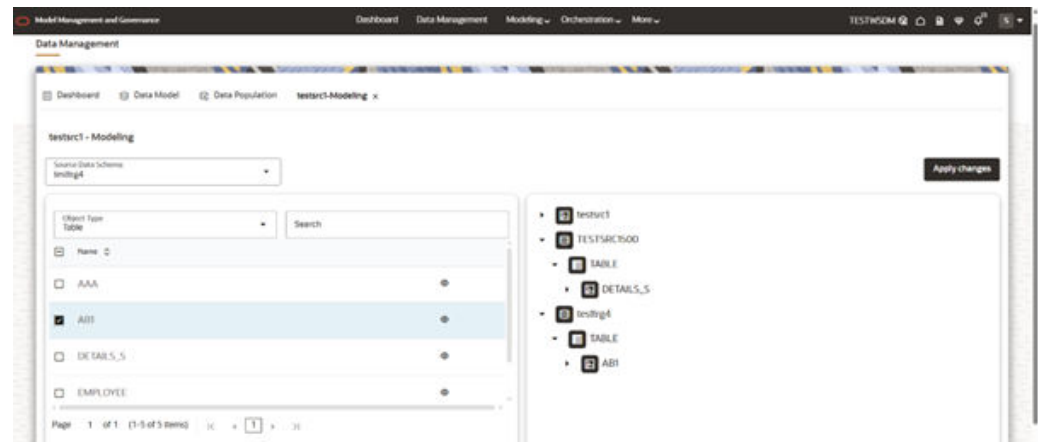 Model Management and Governance Dashboard Data Management Modeling Orchestration More TESTWSDM S
Data Management
Dashboard Data Model Data Population testsrc1-Modeling ×
testsrc1 - Modeling
Source Data Schema
testtrg4
Apply changes
Object Type
Table
Search
Name
AAA
AB1
DETAILS_S
EMPLOYEE
Page 1 of 1 (1-5 of 5 items) 1
testsrc1
TESTSRC1500
TABLE
DETAILS_S
testtrg4
TABLE
AB1